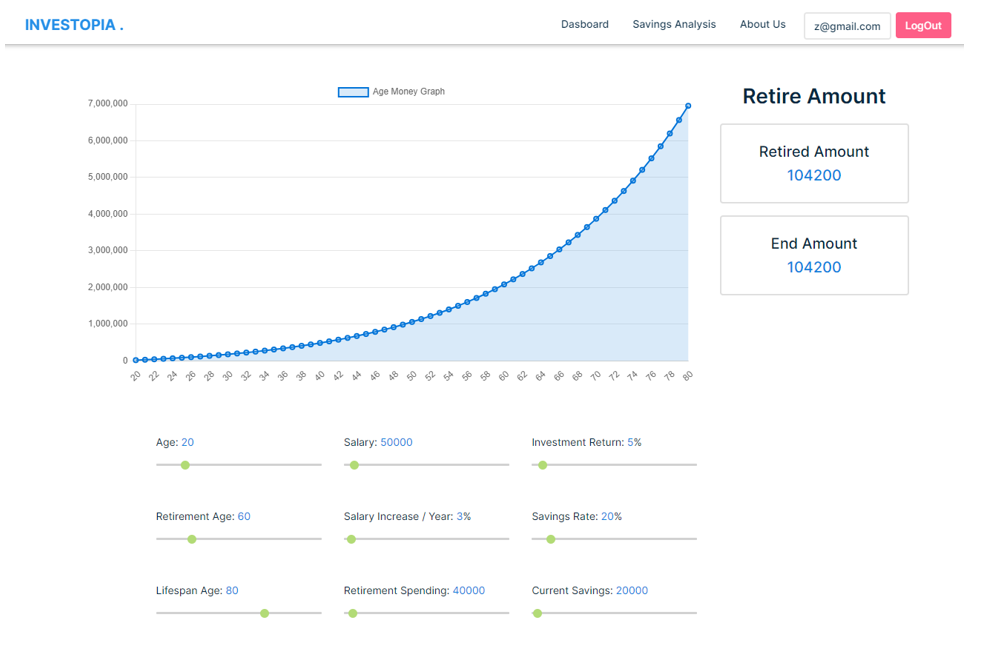 INVESTOPIA .
Dasboard Savings Analysis About Us z@gmail.com LogOut
Age Money Graph
7,000,000
6,000,000
5,000,000
4,000,000
3,000,000
2,000,000
1,000,000
0
20 22 24 26 28 30 32 34 36 38 40 42 44 46 48 50 52 54 56 58 60 62 64 66 68 70 72 74 76 78 80
Retire Amount
Retired Amount
104200
End Amount
104200
Age: 20 Salary: 50000 Investment Return: 5%
Retirement Age: 60 Salary Increase / Year: 3% Savings Rate: 20%
Lifespan Age: 80 Retirement Spending: 40000 Current Savings: 20000